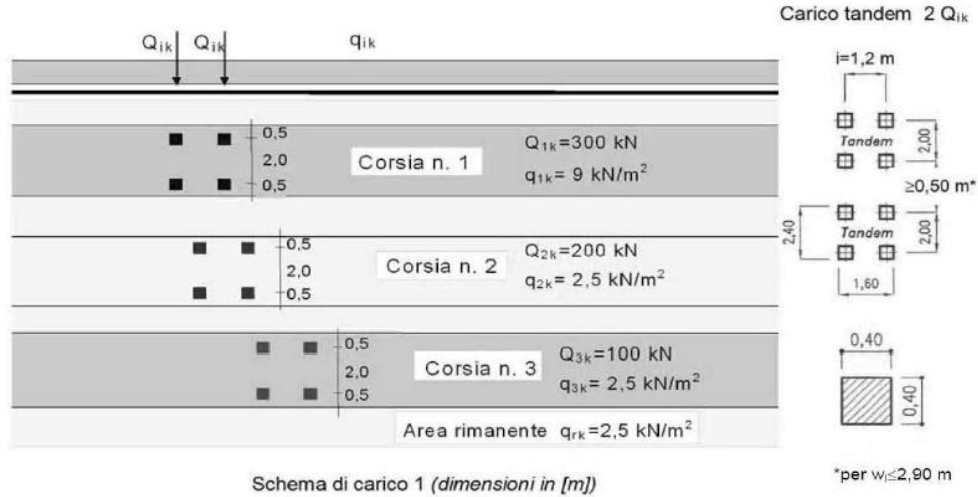 Carico tandem 2 Qik
Qik Qik qik
i=1,2 m
0,5
2,0
0,5
Corsia n. 1
Q1k=300 kN
q1k= 9 kN/m²
Tandem
2,00
≥0,50 m*
0,5
2,0
0,5
Corsia n. 2
Q2k=200 kN
q2k= 2,5 kN/m²
2,40
Tandem
2,00
1,60
0,5
2,0
0,5
Corsia n. 3
Q3k=100 kN
q3k= 2,5 kN/m²
0,40
0,40
Area rimanente qrk=2,5 kN/m²
Schema di carico 1 (dimensioni in [m])
*per wl≤2,90 m